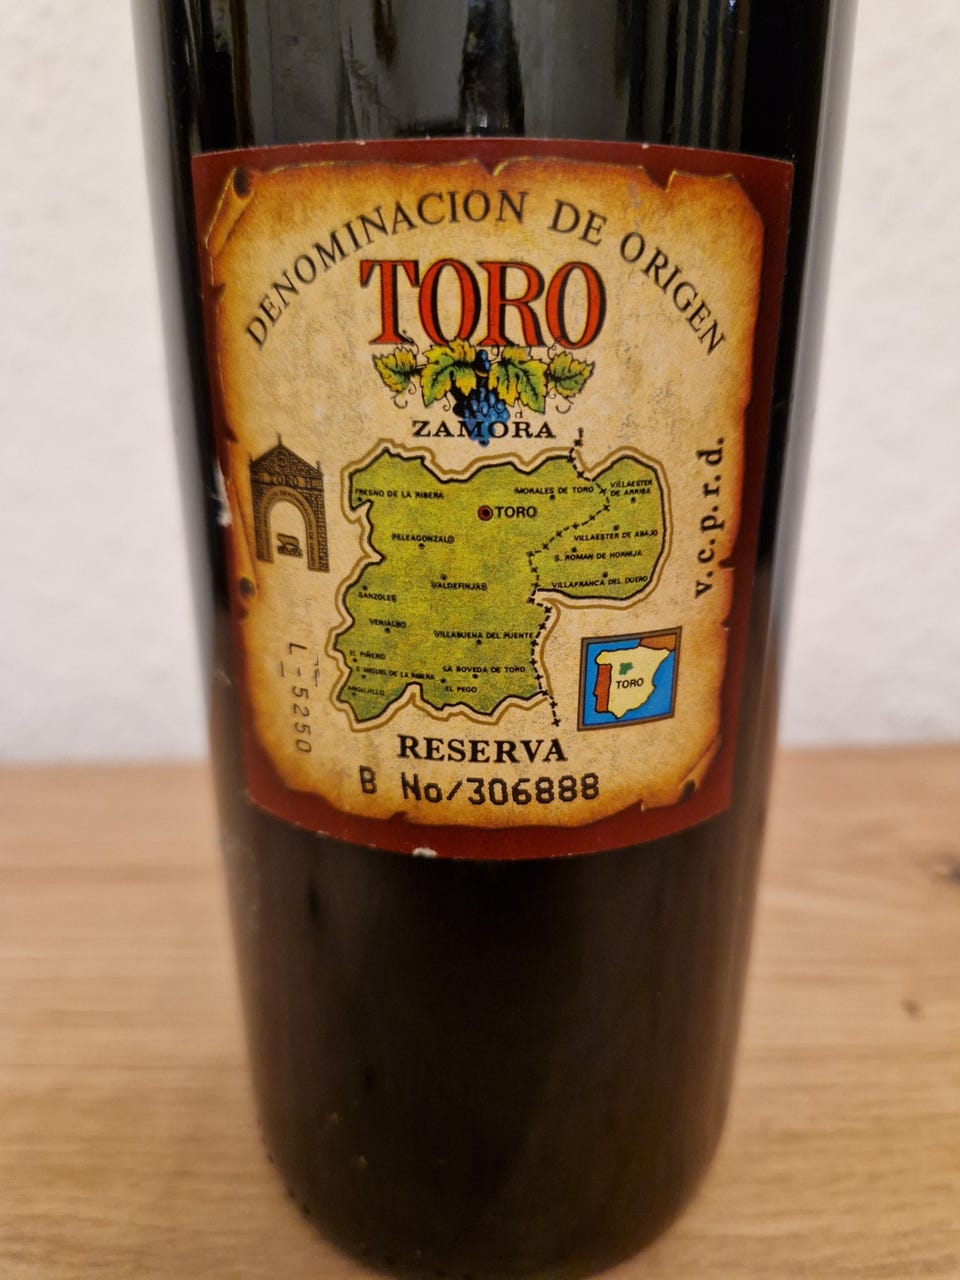 DENOMINACION DE ORIGEN
TORO
ZAMORA
v.c.p.r.d.
TORO
FRESNO DE LA RIBERA
MORALES DE TORO
VILLAESTER
DE ARRIBA
TORO
PELEAGONZALO
VILLAESTER DE ABAJO
S. ROMAN DE HORNIJA
VALDEFINJAS
VILLAFRANCA DEL DUERO
SANZOLES
VENIALBO
VILLABUENA DEL PUENTE
EL PIÑERO
S. MIGUEL DE LA RIBERA
LA BOVEDA DE TORO
ARGUJILLO
EL PEGO
TORO
L-5250
RESERVA
B No/306888